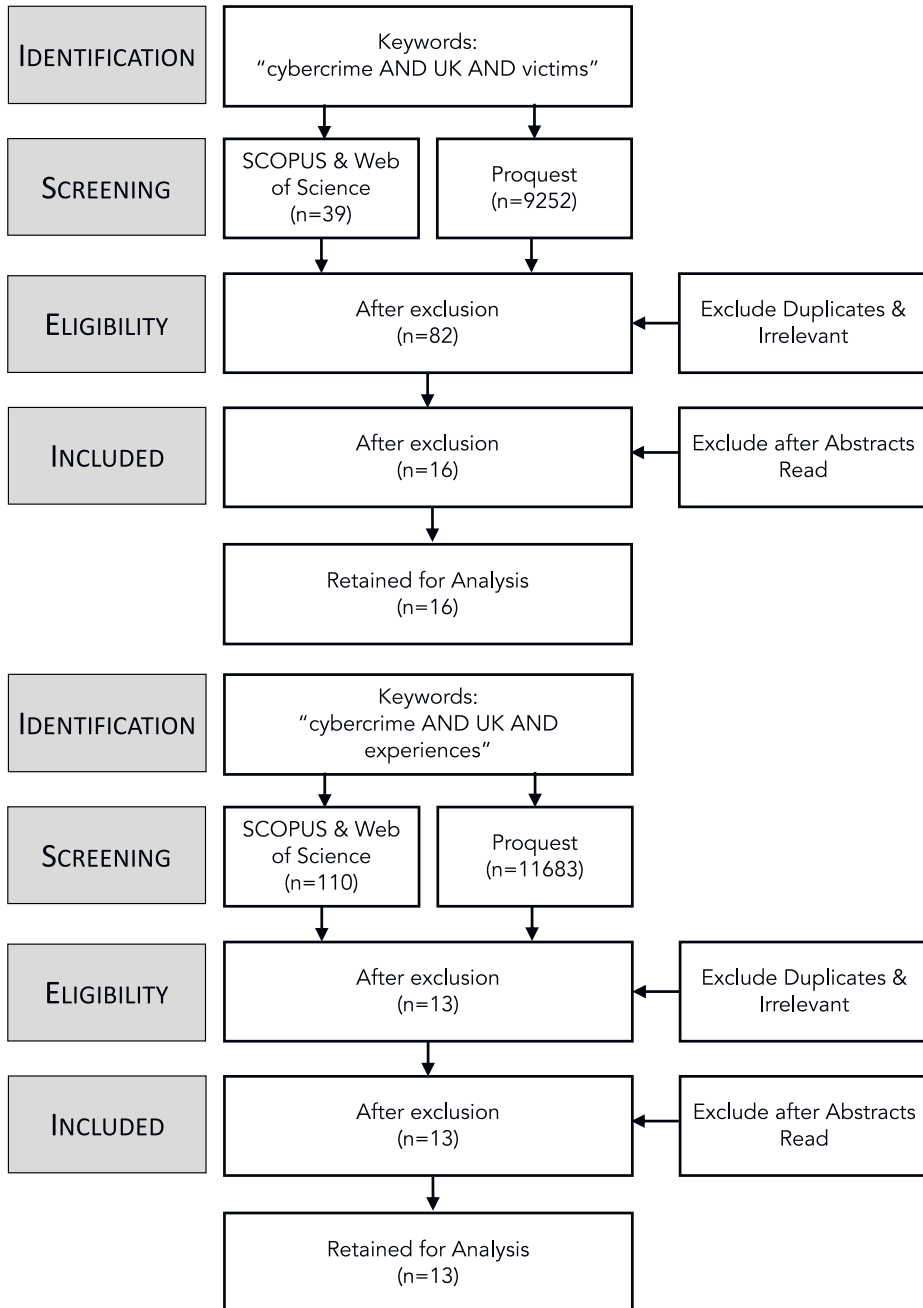 IDENTIFICATION
Keywords:
“cybercrime AND UK AND victims”
SCREENING
SCOPUS & Web
of Science
(n=39)
Proquest
(n=9252)
ELIGIBILITY
After exclusion
(n=82)
Exclude Duplicates &
Irrelevant
INCLUDED
After exclusion
(n=16)
Exclude after Abstracts
Read
Retained for Analysis
(n=16)
IDENTIFICATION
Keywords:
“cybercrime AND UK AND
experiences”
SCREENING
SCOPUS & Web
of Science
(n=110)
Proquest
(n=11683)
ELIGIBILITY
After exclusion
(n=13)
Exclude Duplicates &
Irrelevant
INCLUDED
After exclusion
(n=13)
Exclude after Abstracts
Read
Retained for Analysis
(n=13)